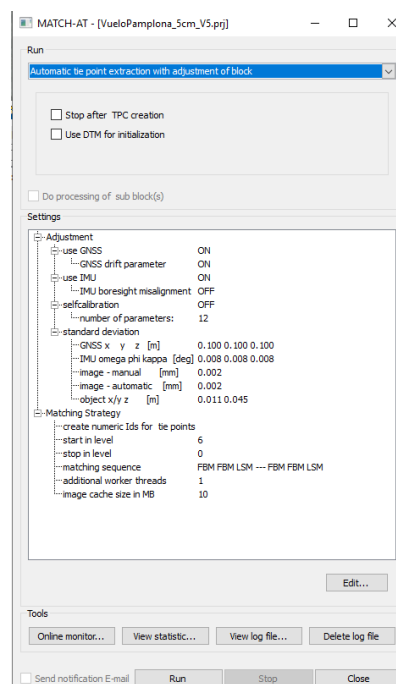 MATCH-AT - [VueloPamplona_5cm_V5.prj]
Run
Automatic tie point extraction with adjustment of block
Stop after TPC creation
Use DTM for initialization
Do processing of sub block(s)
Settings
Adjustment
use GNSS ON
GNSS drift parameter ON
use IMU ON
IMU boresight misalignment OFF
selfcalibration OFF
number of parameters: 12
standard deviation
GNSS x y z [m] 0.100 0.100 0.100
IMU omega phi kappa [deg] 0.008 0.008 0.008
image - manual [mm] 0.002
image - automatic [mm] 0.002
object x/y z [m] 0.011 0.045
Matching Strategy
create numeric Ids for tie points
start in level 6
stop in level 0
matching sequence FBM FBM LSM --- FBM FBM LSM
additional worker threads 1
image cache size in MB 10
Edit...
Tools
Online monitor... View statistic... View log file... Delete log file
Send notification E-mail Run Stop Close